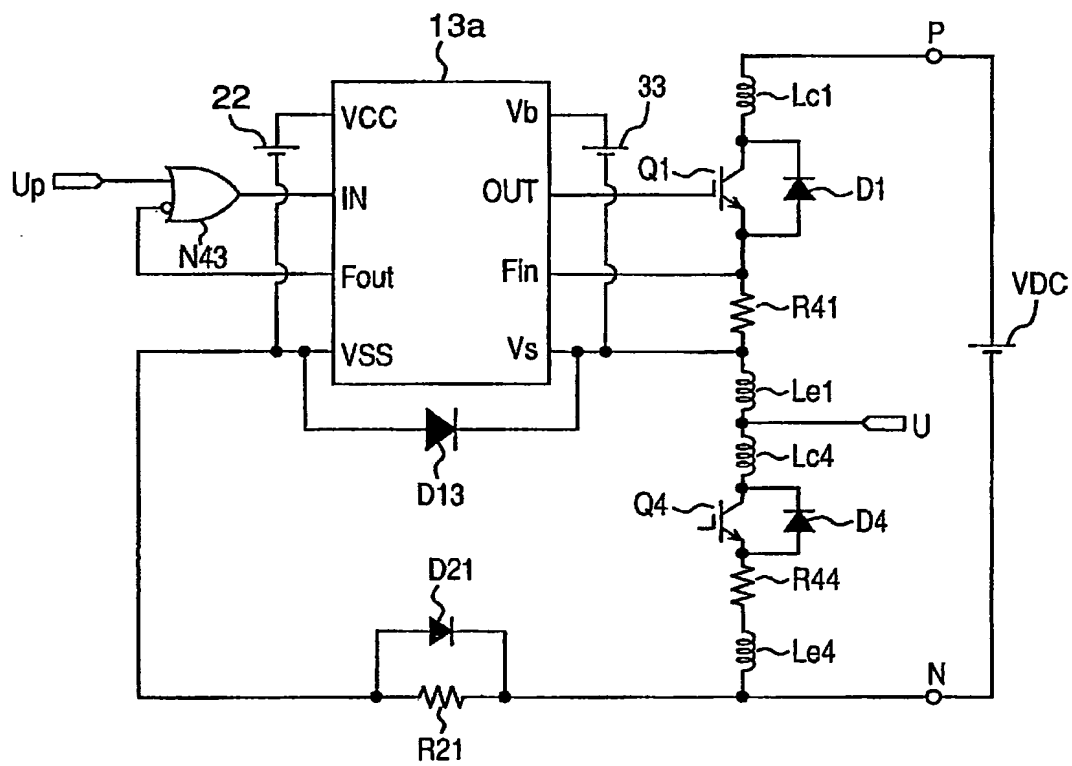 13a
P
22
33
Lc1
VCC
Vb
Q1
D1
Up
IN
OUT
N43
Fout
Fin
VDC
R41
VSS
Vs
Le1
U
Lc4
D13
Q4
D4
D21
R44
Le4
N
R21